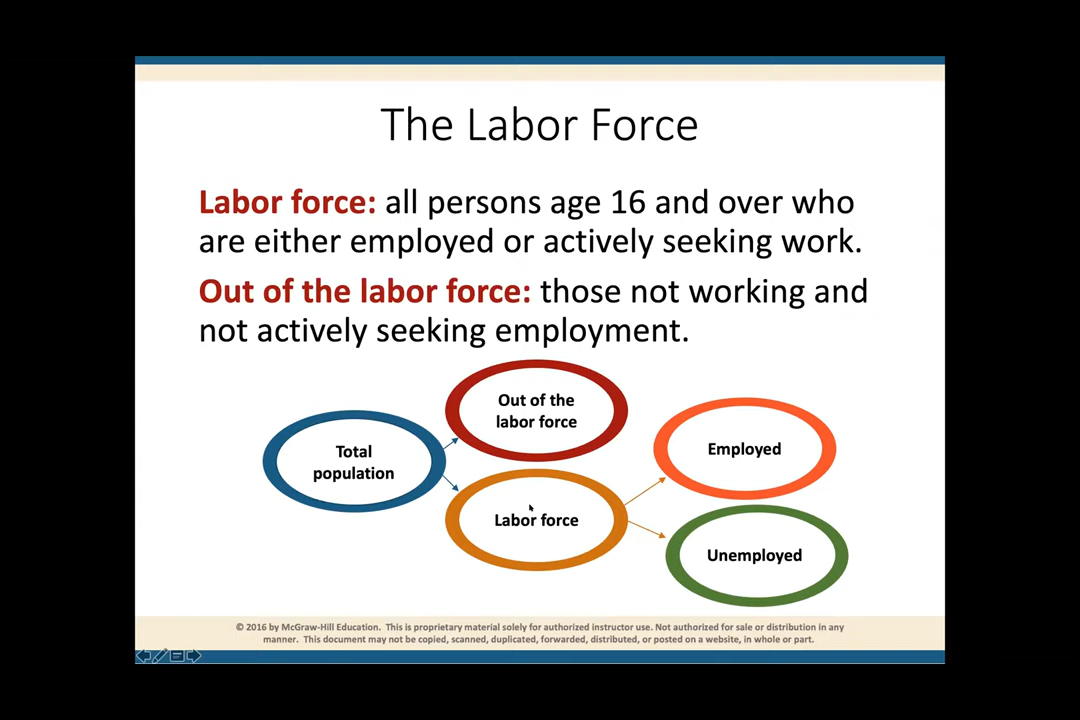 The Labor Force
Labor force: all persons age 16 and over who
are either employed or actively seeking work.
Out of the labor force: those not working and
not actively seeking employment.
Out of the
labor force
Total
population
Employed
Labor force
Unemployed
© 2016 by McGraw-Hill Education. This is proprietary material solely for authorized instructor use. Not authorized for sale or distribution in any
manner. This document may not be copied, scanned, duplicated, forwarded, distributed, or posted on a website, in whole or part.